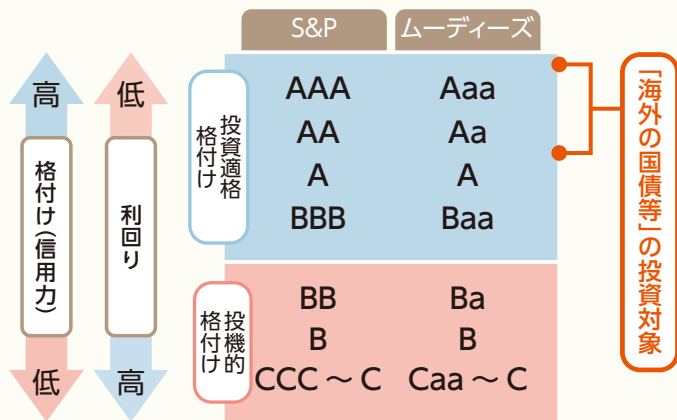 S&P ムーディーズ
高 低
格付け(信用力)
利回り
低 高
投資適格
格付け
AAA Aaa
AA Aa
A A
BBB Baa
投機的
格付け
BB Ba
B B
CCC～C Caa～C
「海外の国債等」の投資対象